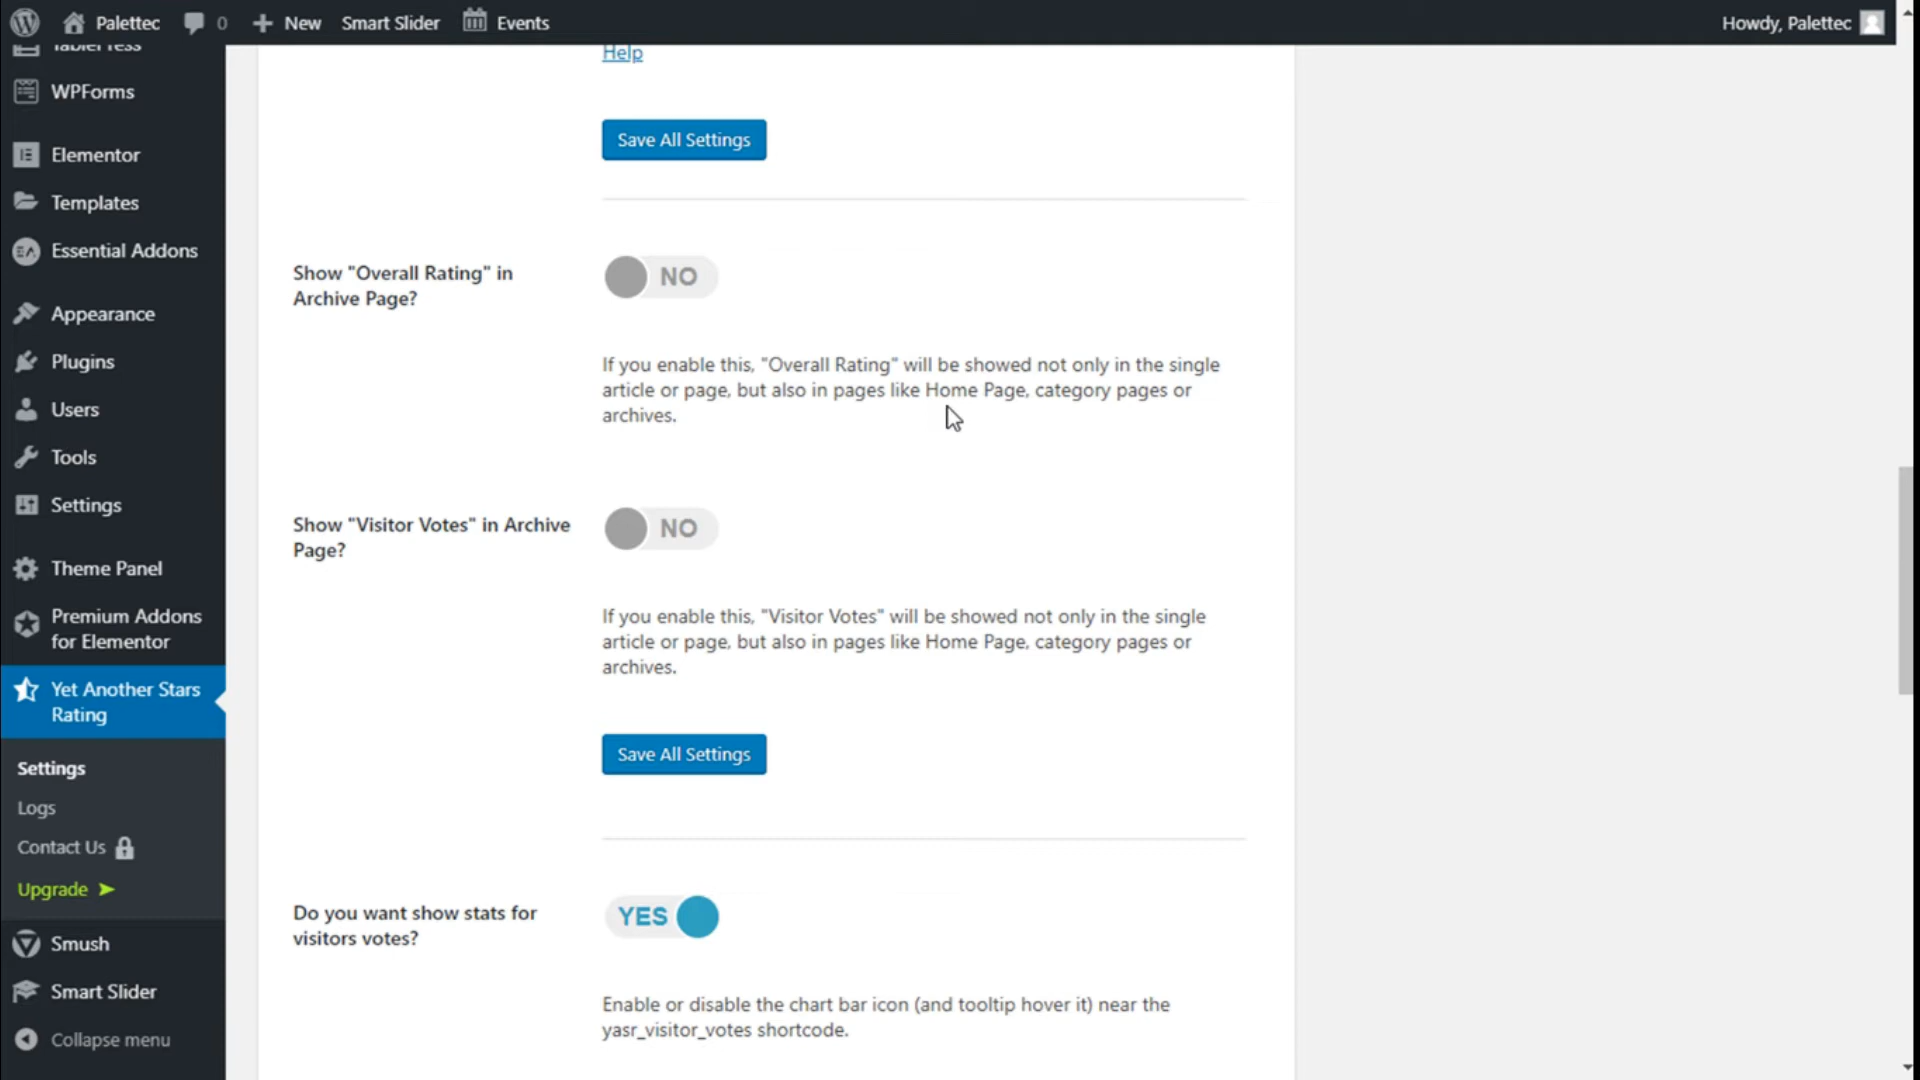 Palettec
0
New
Smart Slider
Events
Howdy, Palettec
TablePress
WPForms
Elementor
Templates
Essential Addons
Appearance
Plugins
Users
Tools
Settings
Theme Panel
Premium Addons
for Elementor
Yet Another Stars
Rating
Settings
Logs
Contact Us
Upgrade ➤
Smush
Smart Slider
Collapse menu
Help
Save All Settings
Show "Overall Rating" in
Archive Page?
NO
If you enable this, "Overall Rating" will be showed not only in the single
article or page, but also in pages like Home Page, category pages or
archives.
Show "Visitor Votes" in Archive
Page?
NO
If you enable this, "Visitor Votes" will be showed not only in the single
article or page, but also in pages like Home Page, category pages or
archives.
Save All Settings
Do you want show stats for
visitors votes?
YES
Enable or disable the chart bar icon (and tooltip hover it) near the
yasr_visitor_votes shortcode.